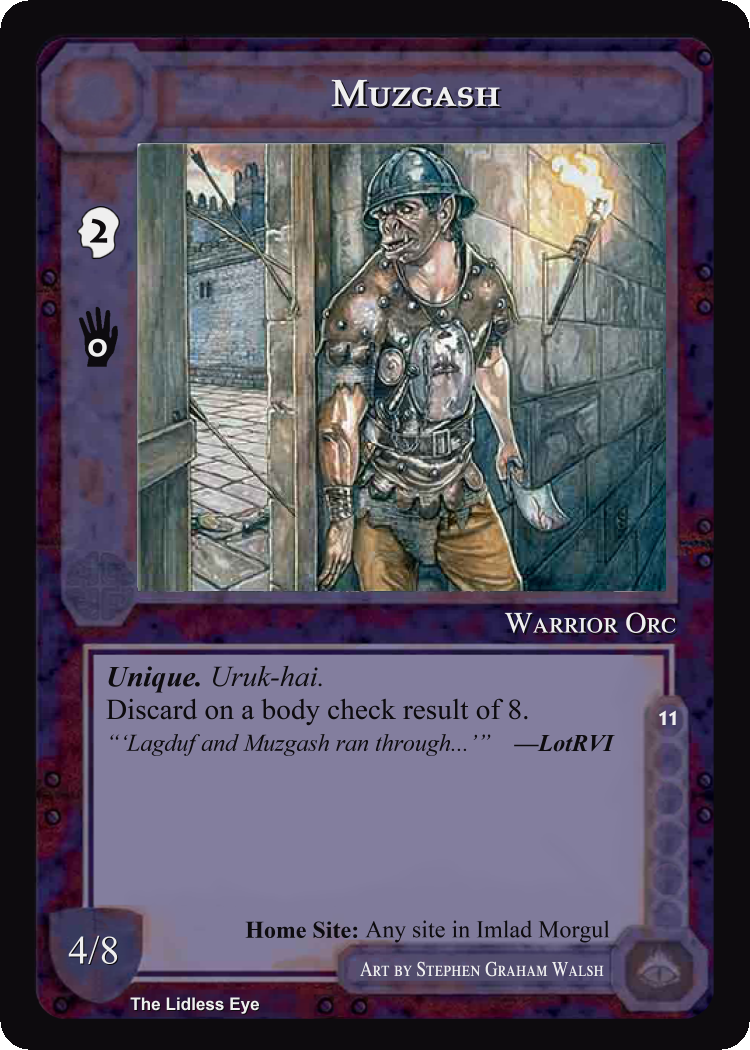 Muzgash
2
0
Warrior Orc
Unique. Uruk-hai.
Discard on a body check result of 8.
“‘Lagduf and Muzgash ran through...’” —LotRVI
11
Home Site: Any site in Imlad Morgul
4/8
Art by Stephen Graham Walsh
The Lidless Eye